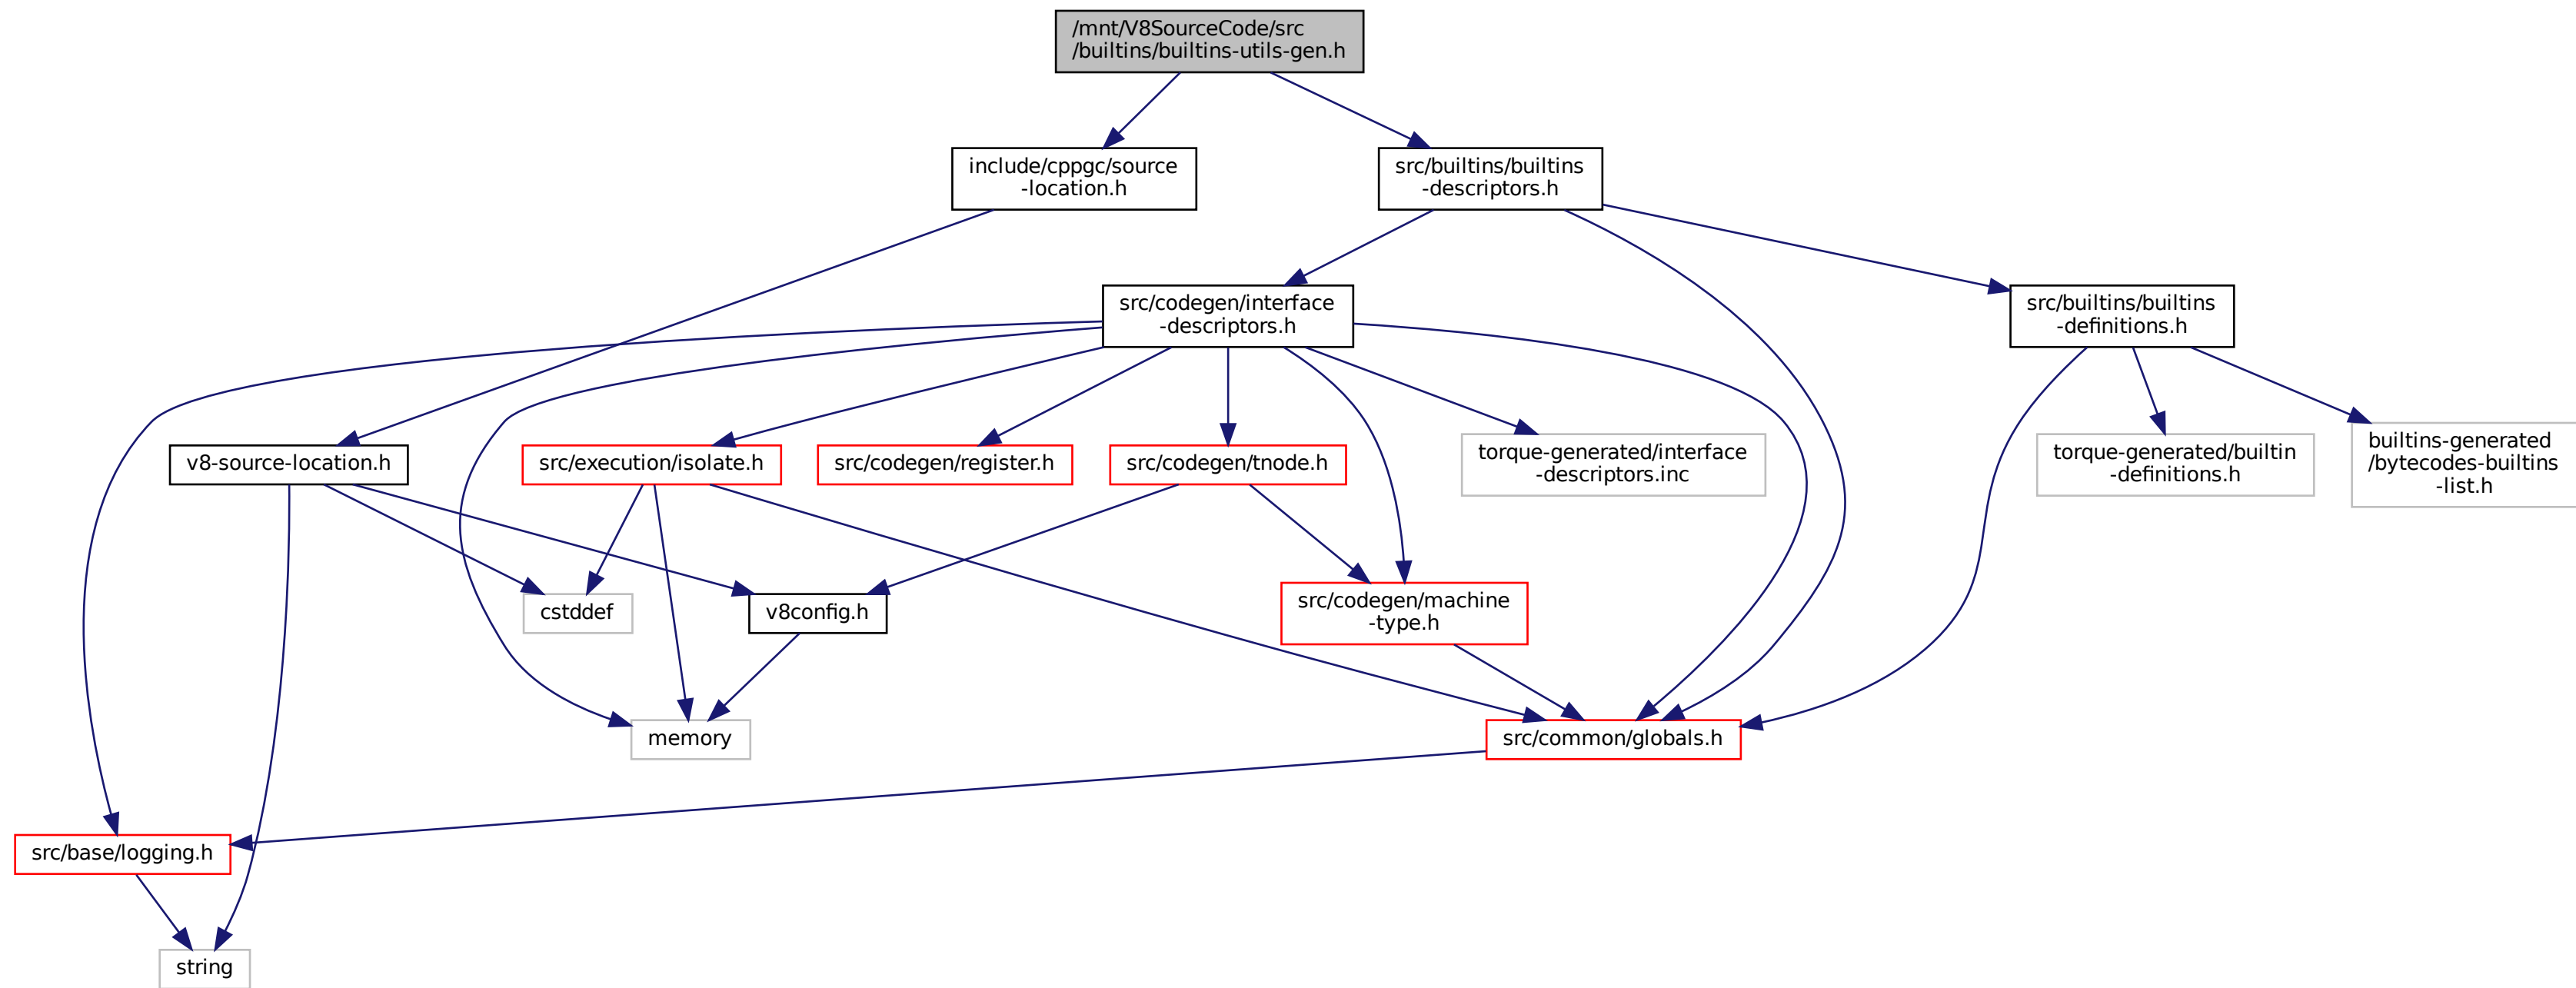 /mnt/V8SourceCode/src
/builtins/builtins-utils-gen.h
include/cppgc/source
-location.h
src/builtins/builtins
-descriptors.h
src/codegen/interface
-descriptors.h
src/builtins/builtins
-definitions.h
v8-source-location.h
src/execution/isolate.h
src/codegen/register.h
src/codegen/tnode.h
torque-generated/interface
-descriptors.inc
torque-generated/builtin
-definitions.h
builtins-generated
/bytecodes-builtins
-list.h
cstddef
v8config.h
src/codegen/machine
-type.h
memory
src/common/globals.h
src/base/logging.h
string